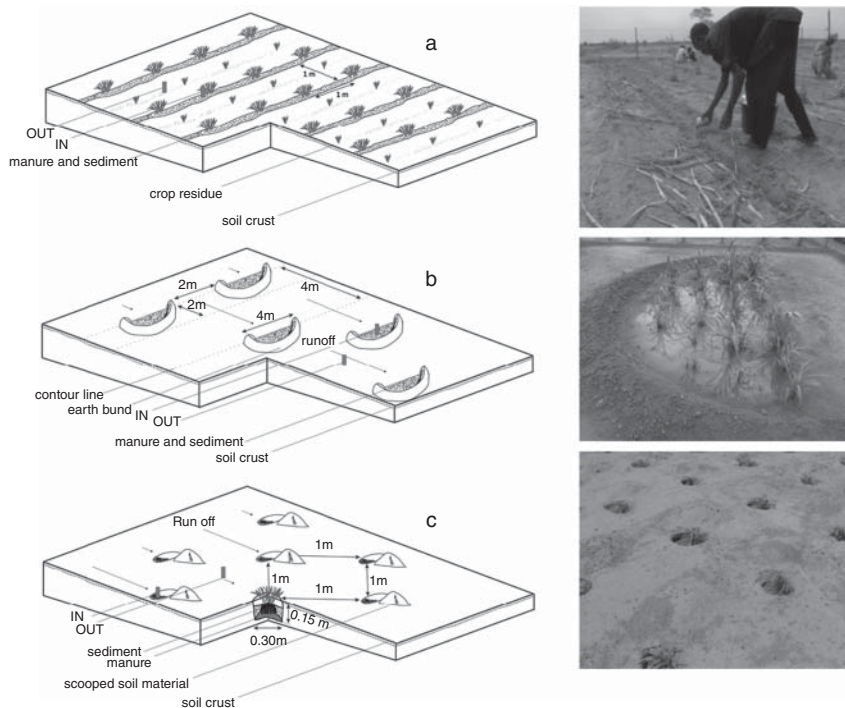 a
1m
1m
OUT
IN
manure and sediment
crop residue
soil crust
b
2m
4m
2m
4m
runoff
contour line
earth bund
IN
OUT
manure and sediment
soil crust
c
Run off
1m
1m
1m
1m
0.15 m
IN
OUT
sediment
manure
0.30m
scooped soil material
soil crust